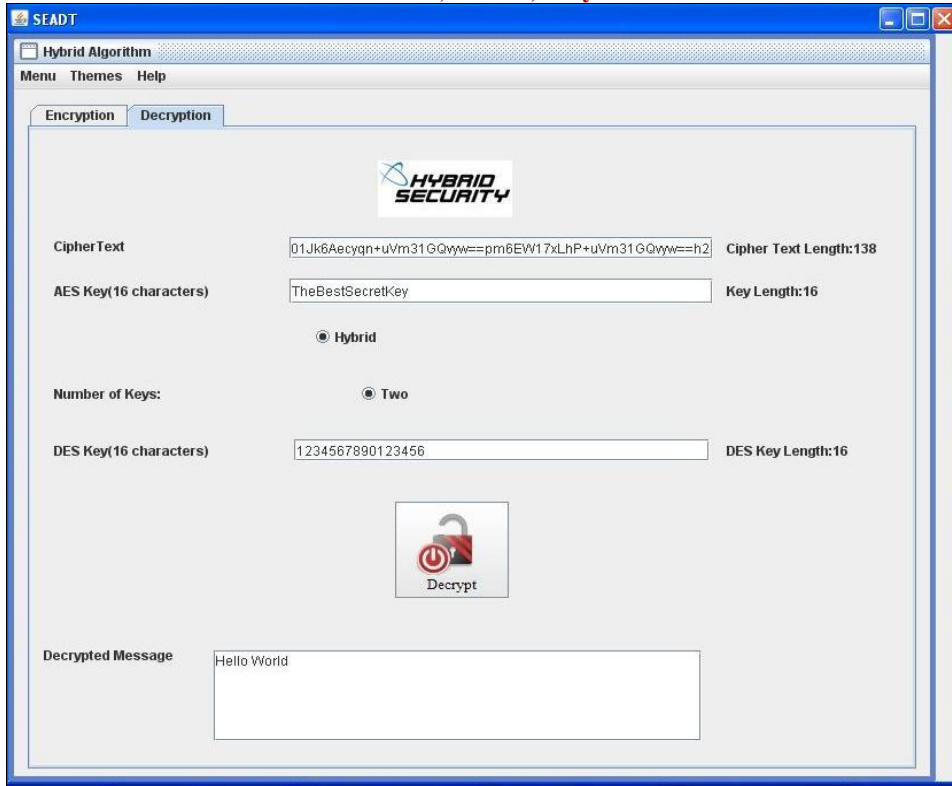 SEADT
Hybrid Algorithm
Menu Themes Help
Encryption Decryption
HYBRID
SECURITY
CipherText 01Jk6Aecyqn+uVm31GQvyw==pm6EW17xLhP+uVm31GQvyw==h2 Cipher Text Length:138
AES Key(16 characters) TheBestSecretKey Key Length:16
Hybrid
Number of Keys: Two
DES Key(16 characters) 1234567890123456 DES Key Length:16
Decrypt
Decrypted Message Hello World